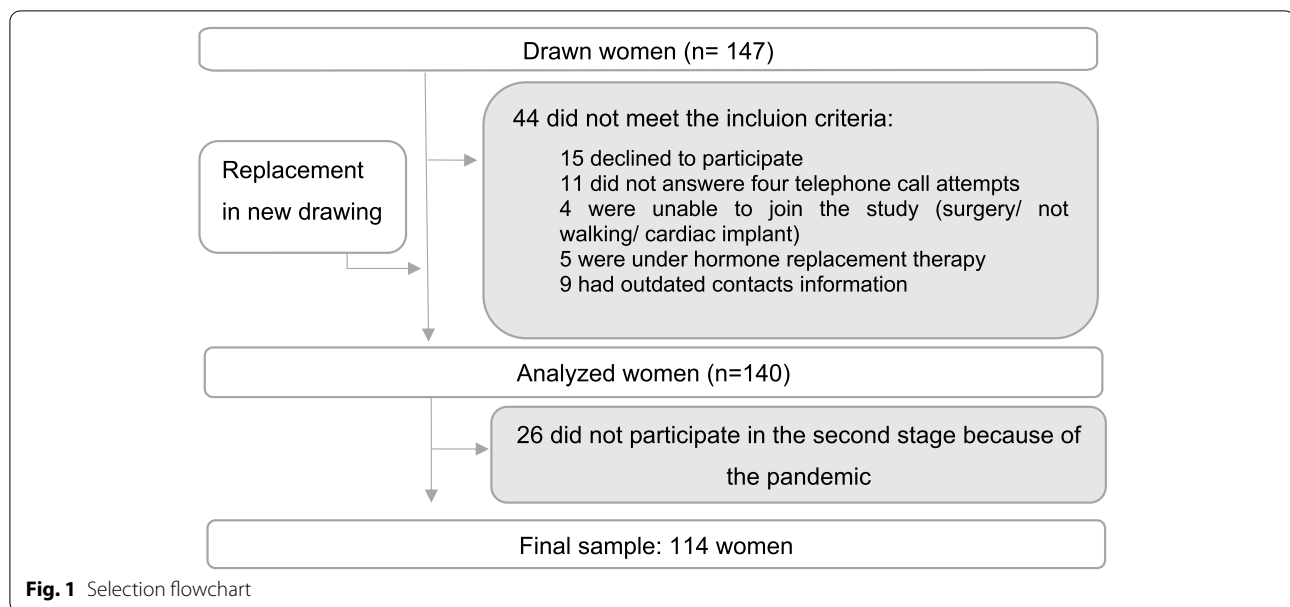 Drawn women (n= 147)
44 did not meet the incluion criteria:
15 declined to participate
11 did not answere four telephone call attempts
4 were unable to join the study (surgery/ not
walking/ cardiac implant)
5 were under hormone replacement therapy
9 had outdated contacts information
Replacement
in new drawing
Analyzed women (n=140)
26 did not participate in the second stage because of
the pandemic
Final sample: 114 women
Fig. 1 Selection flowchart